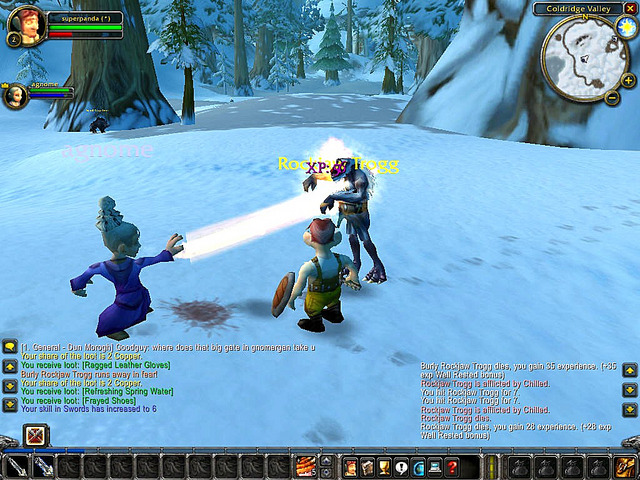 superpanda (*)
Coldridge Valley
N
agnome
agnome
Rockjaw Trogg
XP:
[1. General - Dun Morogh] Goodguy: where does that big gate in gnomergan take u
Your share of the loot is 2 Copper.
You receive loot: [Ragged Leather Gloves]
Burly Rockjaw Trogg runs away in fear!
Your share of the loot is 2 Copper.
You receive loot: [Refreshing Spring Water]
You receive loot: [Frayed Shoes]
Your skill in Swords has increased to 6
Burly Rockjaw Trogg dies, you gain 35 experience. (+35
exp Well Rested bonus)
Rockjaw Trogg is afflicted by Chilled.
You hit Rockjaw Trogg for 7.
You hit Rockjaw Trogg for 7.
Rockjaw Trogg is afflicted by Chilled.
Rockjaw Trogg dies.
Rockjaw Trogg dies, you gain 28 experience. (+28 exp
Well Rested bonus)